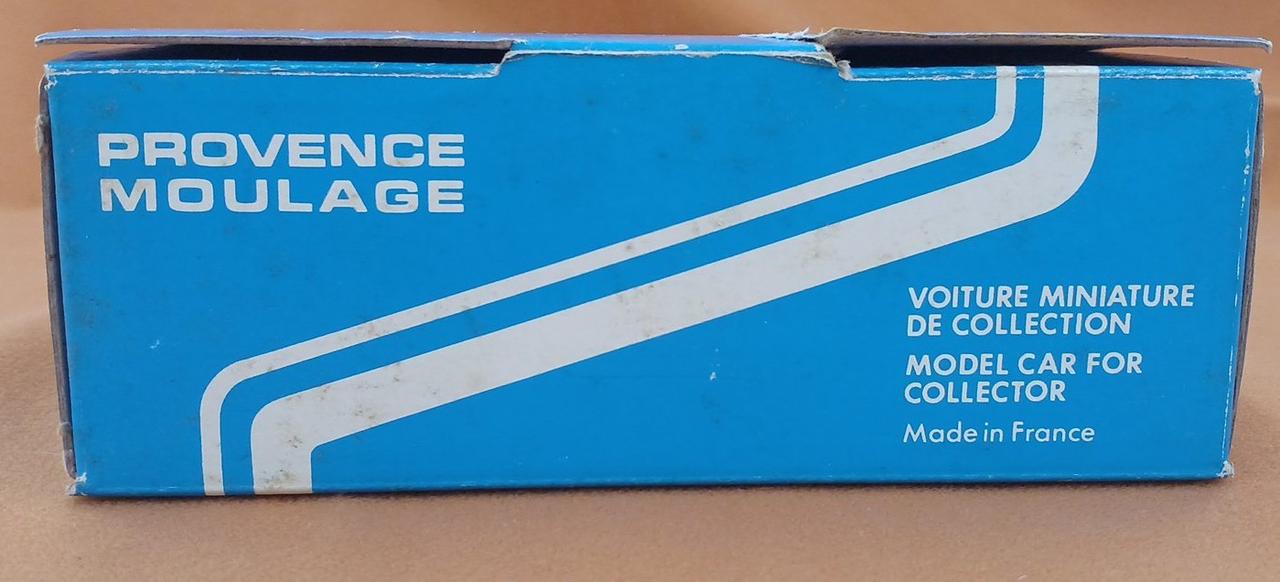 PROVENCE
MOULAGE
VOITURE MINIATURE
DE COLLECTION
MODEL CAR FOR
COLLECTOR
Made in France